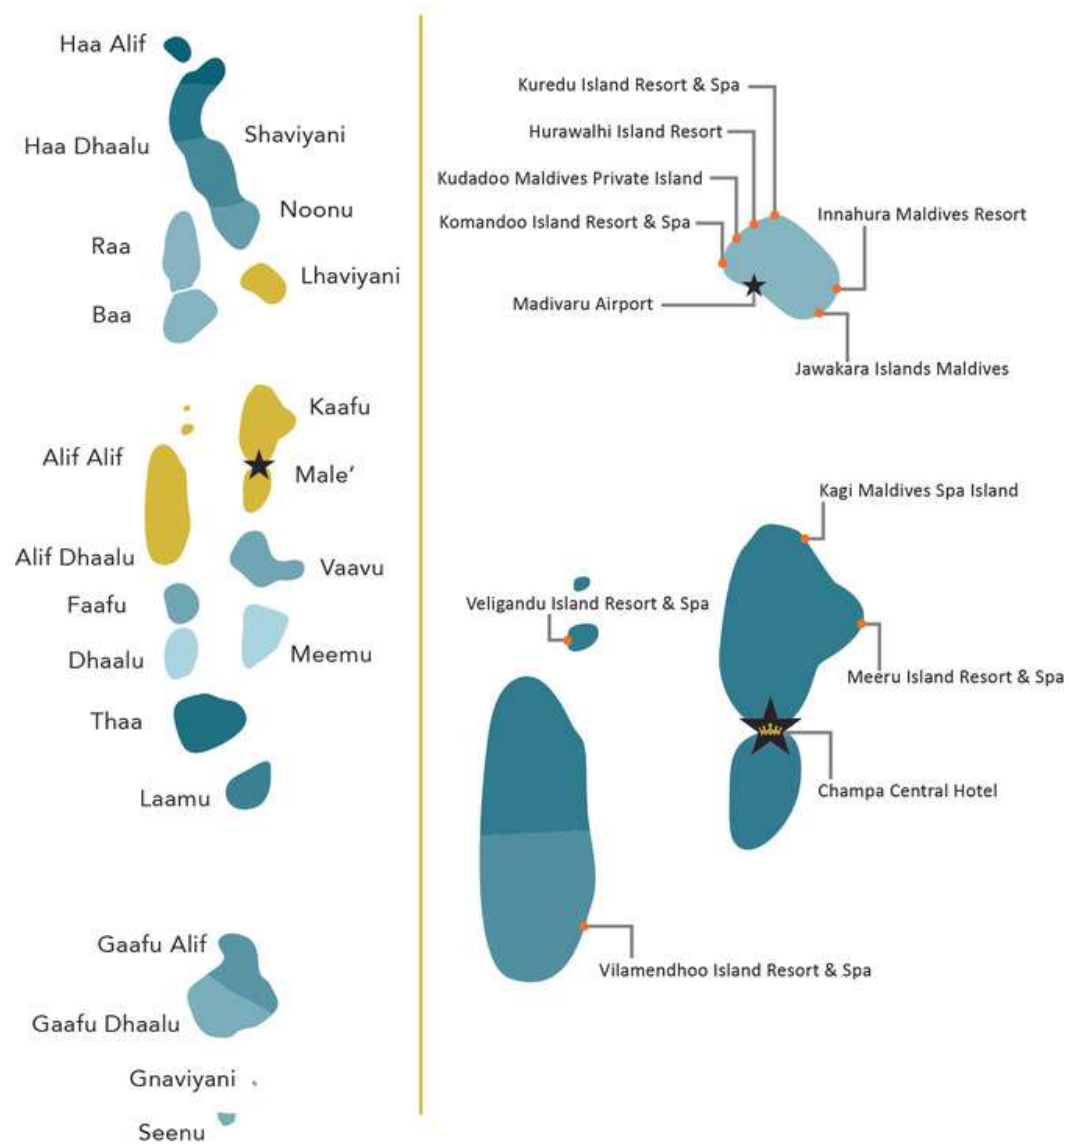 Haa Alif
Haa Dhaalu
Shaviyani
Noonu
Raa
Lhaviyani
Baa
Kaafu
Alif Alif
Male’
Alif Dhaalu
Vaavu
Faafu
Dhaalu
Meemu
Thaa
Laamu
Gaafu Alif
Gaafu Dhaalu
Gnaviyani
Seenu
Kuredu Island Resort & Spa
Hurawalhi Island Resort
Kudadoo Maldives Private Island
Komandoo Island Resort & Spa
Innahura Maldives Resort
Madivaru Airport
Jawakara Islands Maldives
Kagi Maldives Spa Island
Veligandu Island Resort & Spa
Meeru Island Resort & Spa
Champa Central Hotel
Vilamendhoo Island Resort & Spa